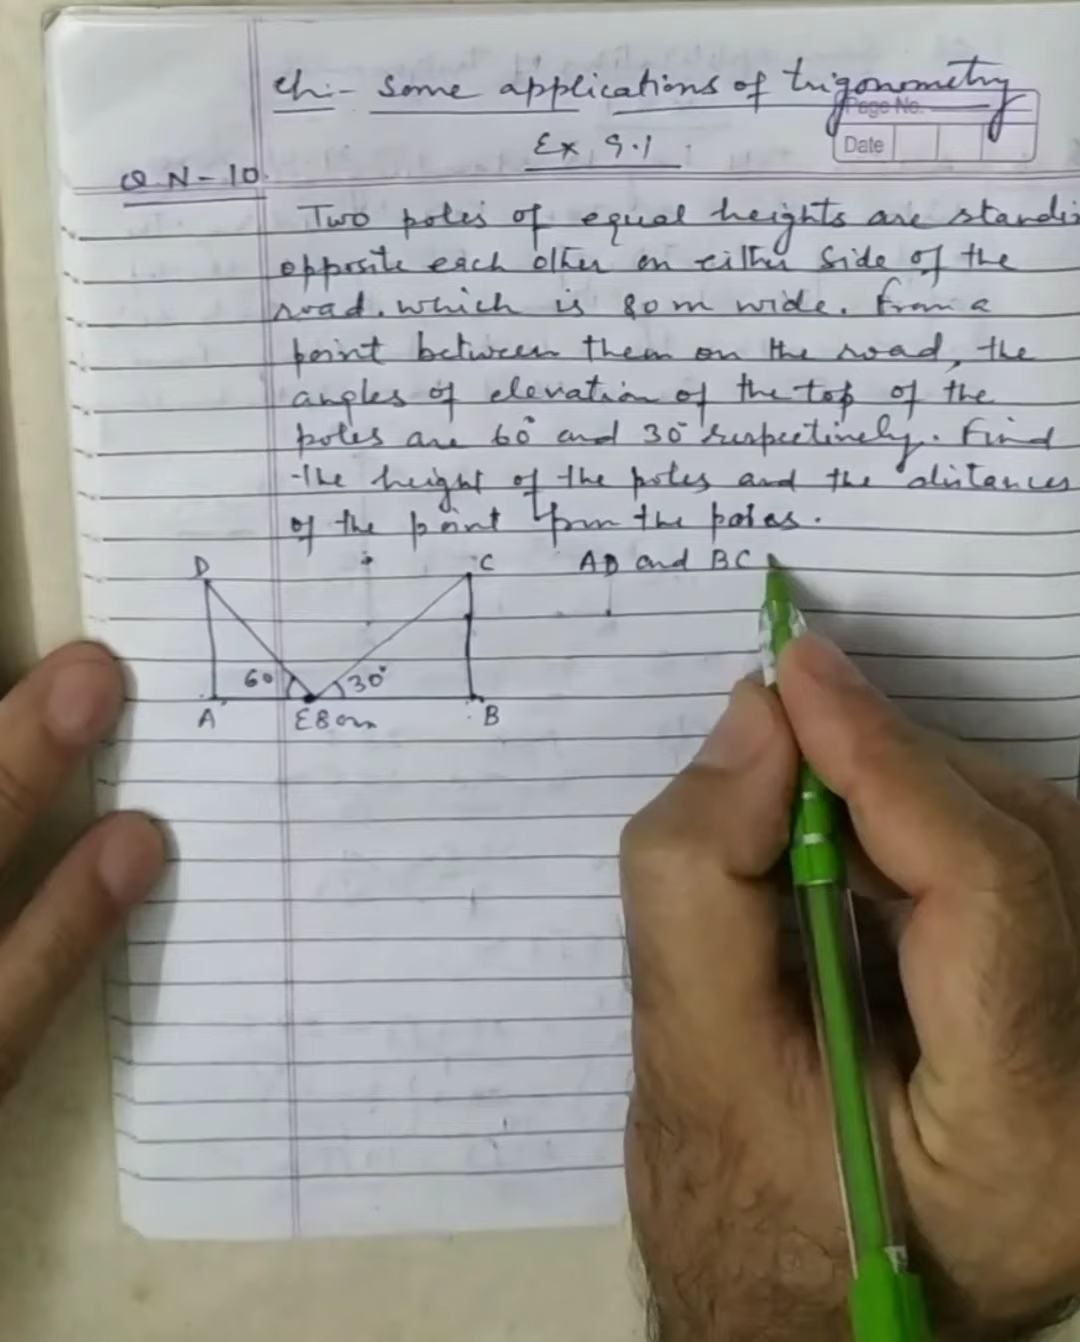 Ch:- Some applications of trigonometry
Page No.
Ex 9.1
Date
Q.N-10.
Two poles of equal heights are standi
opposite each other on either side of the
road. which is 80m wide. From a
point between them on the road, the
angles of elevation of the top of the
poles are 60° and 30° respectively. Find
the height of the poles and the distances
of the point from the poles.
D C AD and BC
60 30°
A E 80m B